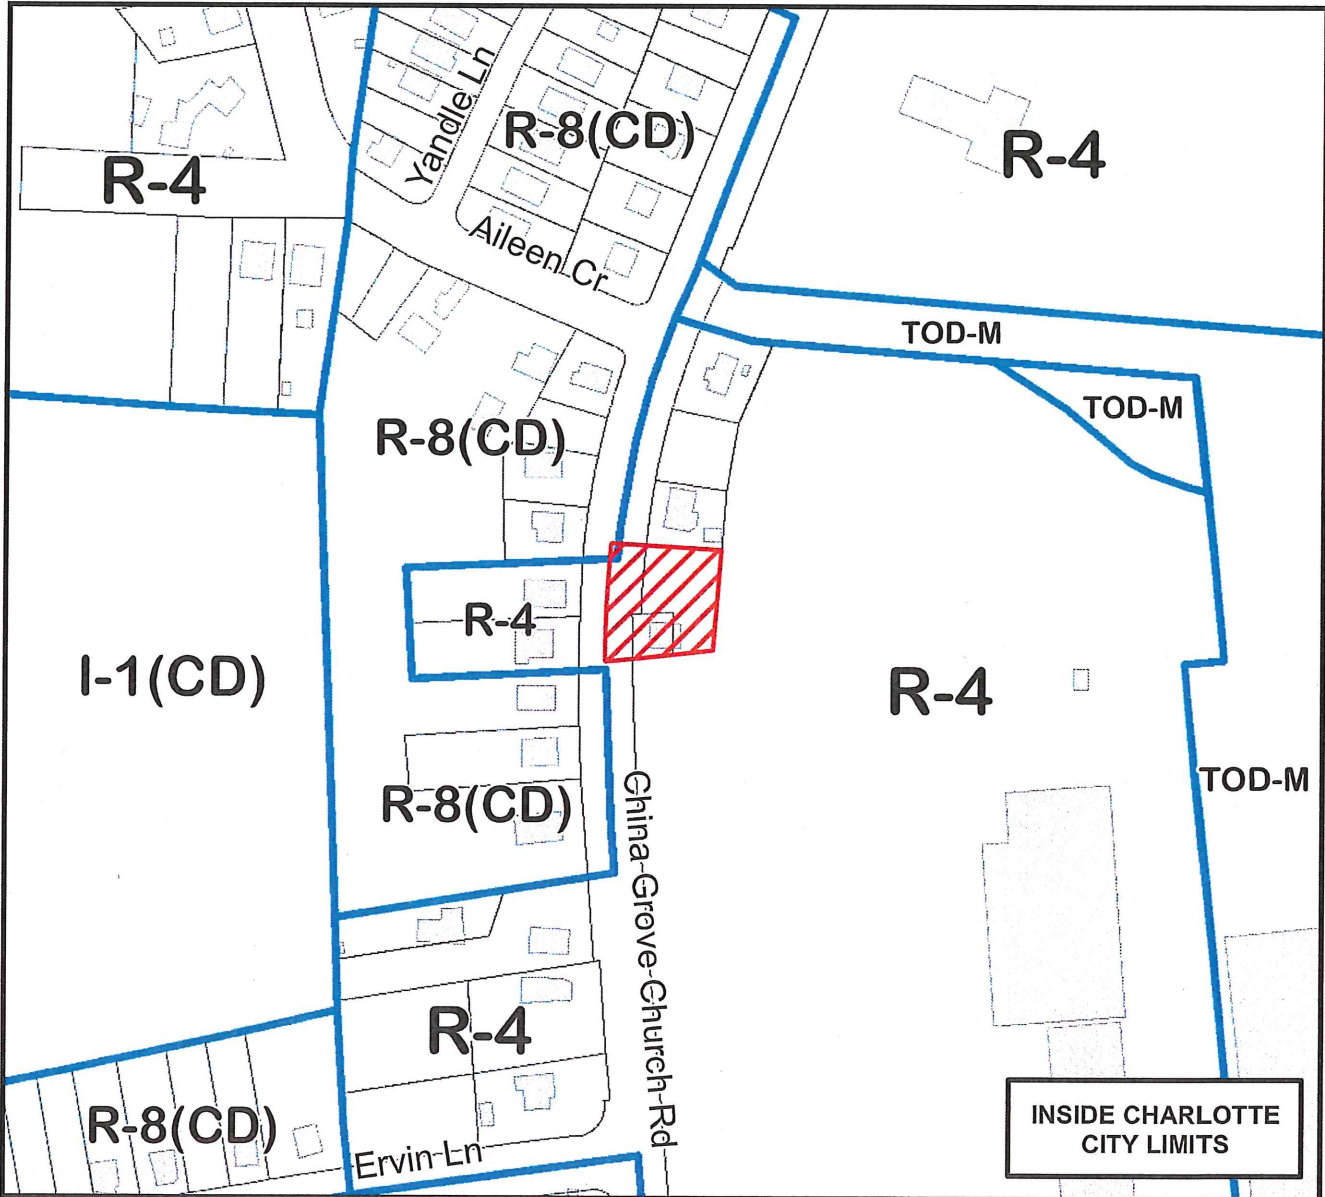 Yandle Ln
R-8(CD)
R-4
R-4
Aileen Cr
TOD-M
TOD-M
R-8(CD)
R-4
I-1(CD)
R-4
TOD-M
R-8(CD)
China Grove Church Rd
R-4
R-8(CD)
Ervin Ln
INSIDE CHARLOTTE
CITY LIMITS